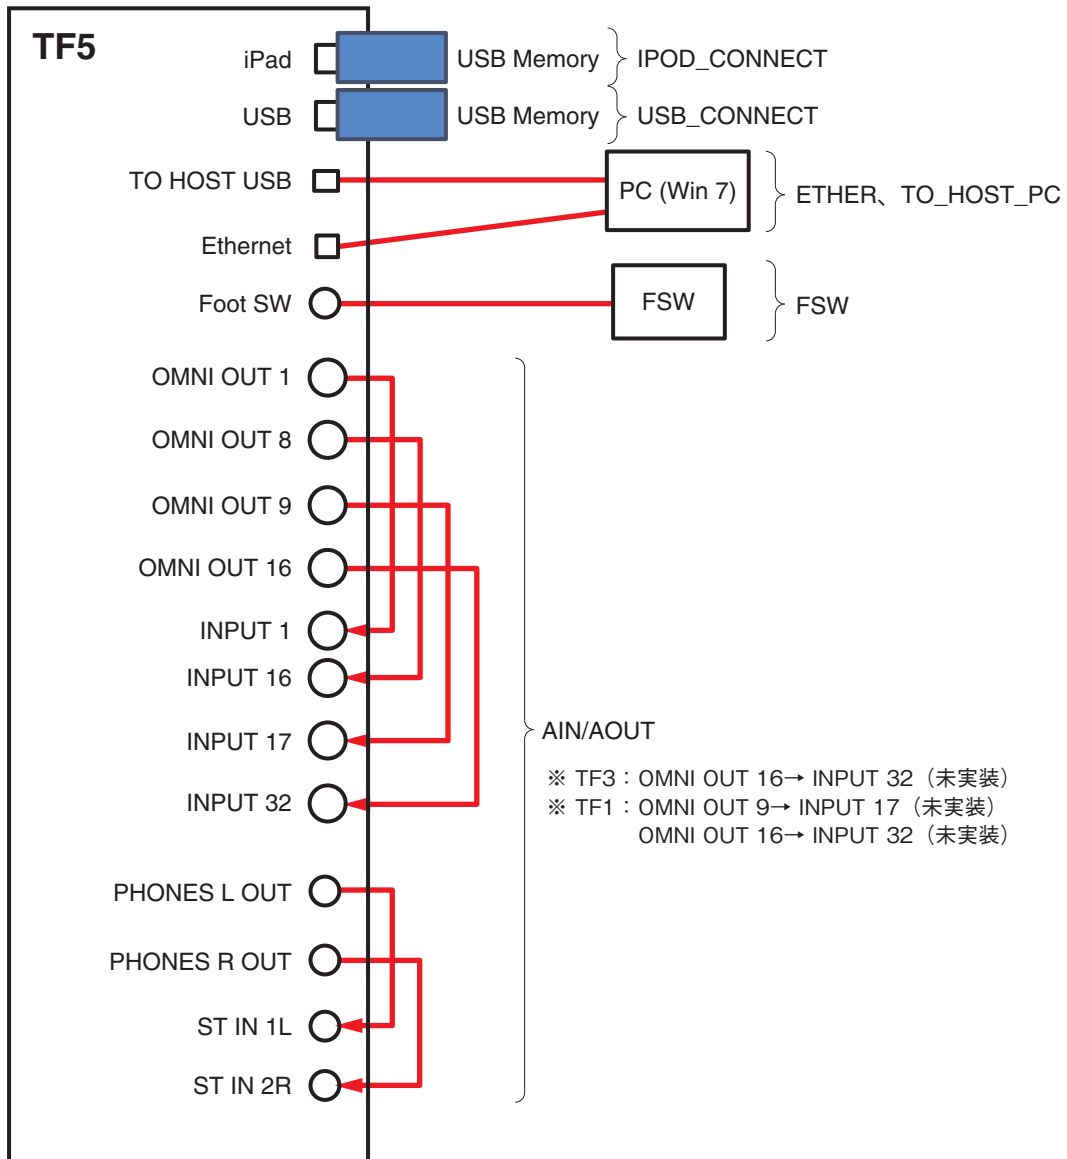 TF5
iPad USB Memory IPOD_CONNECT
USB USB Memory USB_CONNECT
TO HOST USB PC (Win 7) ETHER、TO_HOST_PC
Ethernet
Foot SW FSW FSW
OMNI OUT 1
OMNI OUT 8
OMNI OUT 9
OMNI OUT 16
INPUT 1
INPUT 16
INPUT 17
INPUT 32
AIN/AOUT
※ TF3：OMNI OUT 16→ INPUT 32（未実装）
※ TF1：OMNI OUT 9→ INPUT 17（未実装）
OMNI OUT 16→ INPUT 32（未実装）
PHONES L OUT
PHONES R OUT
ST IN 1L
ST IN 2R